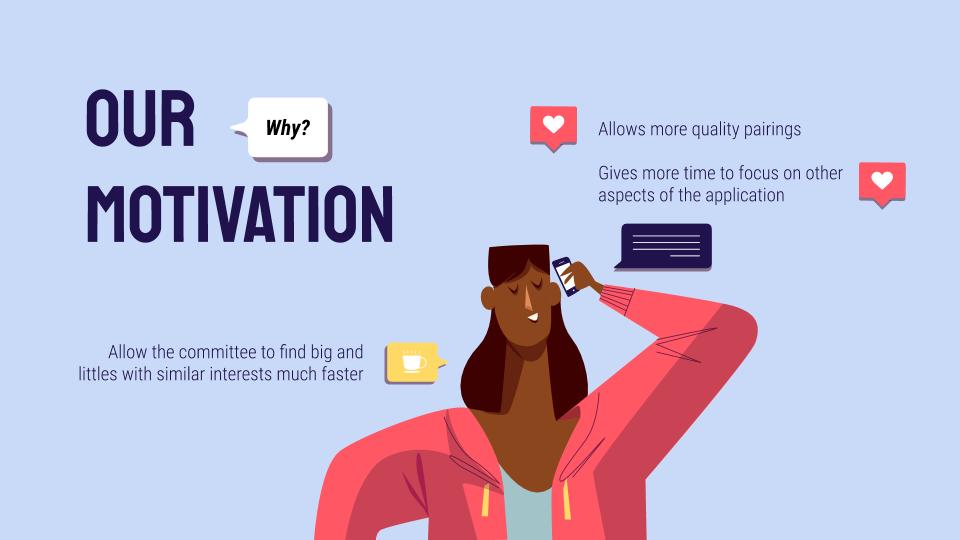 OUR
Why?
MOTIVATION
Allows more quality pairings
Gives more time to focus on other
aspects of the application
Allow the committee to find big and
littles with similar interests much faster